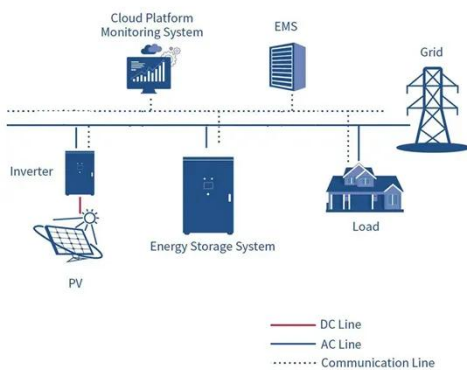 Cloud Platform
Monitoring System
EMS
Grid
Inverter
Energy Storage System
Load
PV
DC Line
AC Line
Communication Line